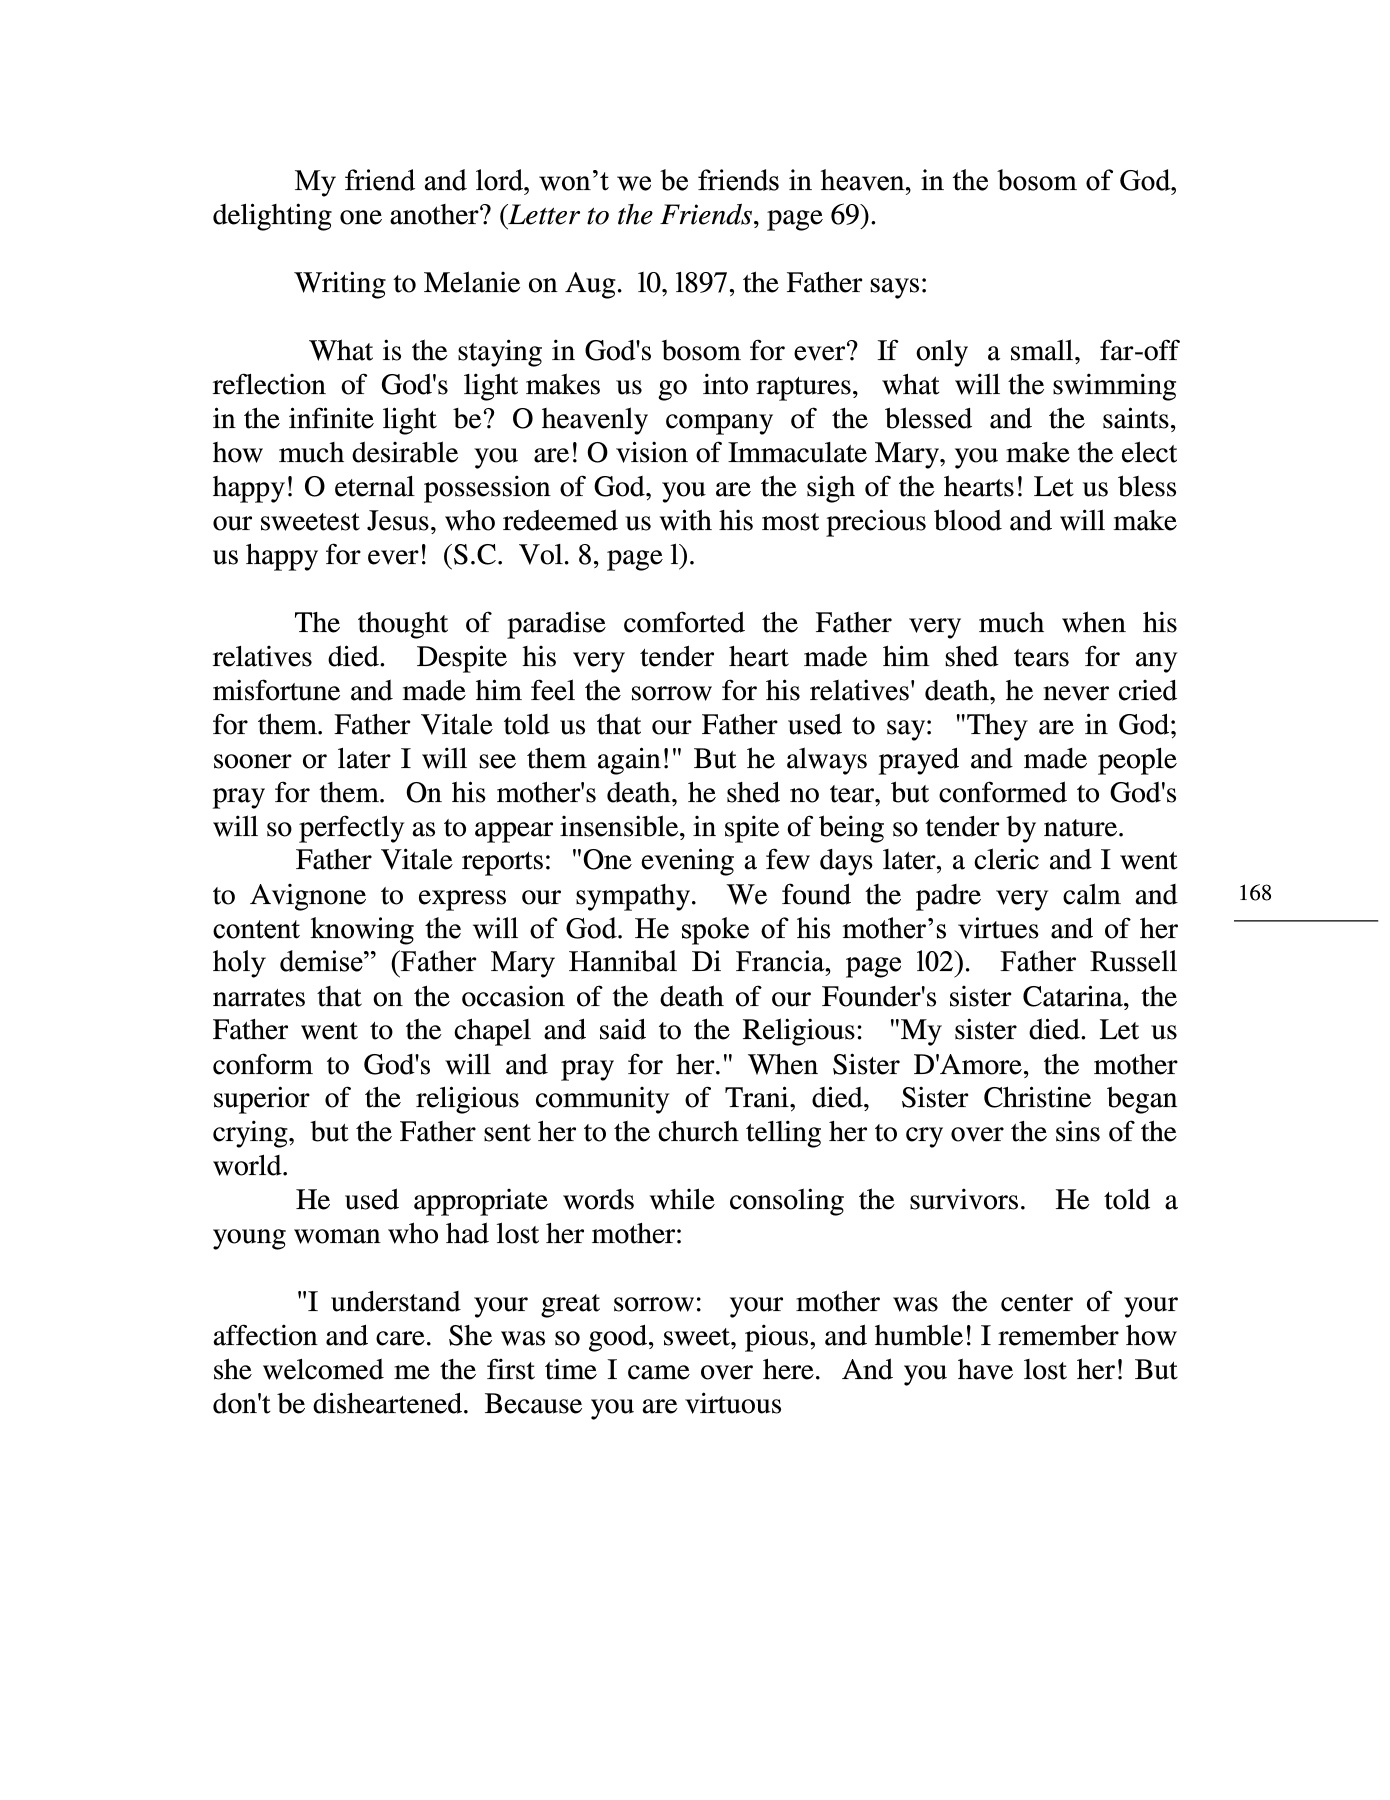 My friend and lord, won’t we be friends in heaven, in the bosom of God,
delighting one another? (Letter to the Friends, page 69).
Writing to Melanie on Aug. l0, l897, the Father says:
What is the staying in God's bosom for ever? If only a small, far-off
reflection of God's light makes us go into raptures, what will the swimming
in the infinite light be? O heavenly company of the blessed and the saints,
how much desirable you are! O vision of Immaculate Mary, you make the elect
happy! O eternal possession of God, you are the sigh of the hearts! Let us bless
our sweetest Jesus, who redeemed us with his most precious blood and will make
us happy for ever! (S.C. Vol. 8, page l).
The thought of paradise comforted the Father very much when his
relatives died. Despite his very tender heart made him shed tears for any
misfortune and made him feel the sorrow for his relatives' death, he never cried
for them. Father Vitale told us that our Father used to say: "They are in God;
sooner or later I will see them again!" But he always prayed and made people
pray for them. On his mother's death, he shed no tear, but conformed to God's
will so perfectly as to appear insensible, in spite of being so tender by nature.
Father Vitale reports: "One evening a few days later, a cleric and I went
to Avignone to express our sympathy. We found the padre very calm and
content knowing the will of God. He spoke of his mother’s virtues and of her
holy demise” (Father Mary Hannibal Di Francia, page l02). Father Russell
narrates that on the occasion of the death of our Founder's sister Catarina, the
Father went to the chapel and said to the Religious: "My sister died. Let us
conform to God's will and pray for her." When Sister D'Amore, the mother
superior of the religious community of Trani, died, Sister Christine began
crying, but the Father sent her to the church telling her to cry over the sins of the
world.
He used appropriate words while consoling the survivors. He told a
young woman who had lost her mother:
"I understand your great sorrow: your mother was the center of your
affection and care. She was so good, sweet, pious, and humble! I remember how
she welcomed me the first time I came over here. And you have lost her! But
don't be disheartened. Because you are virtuous
168